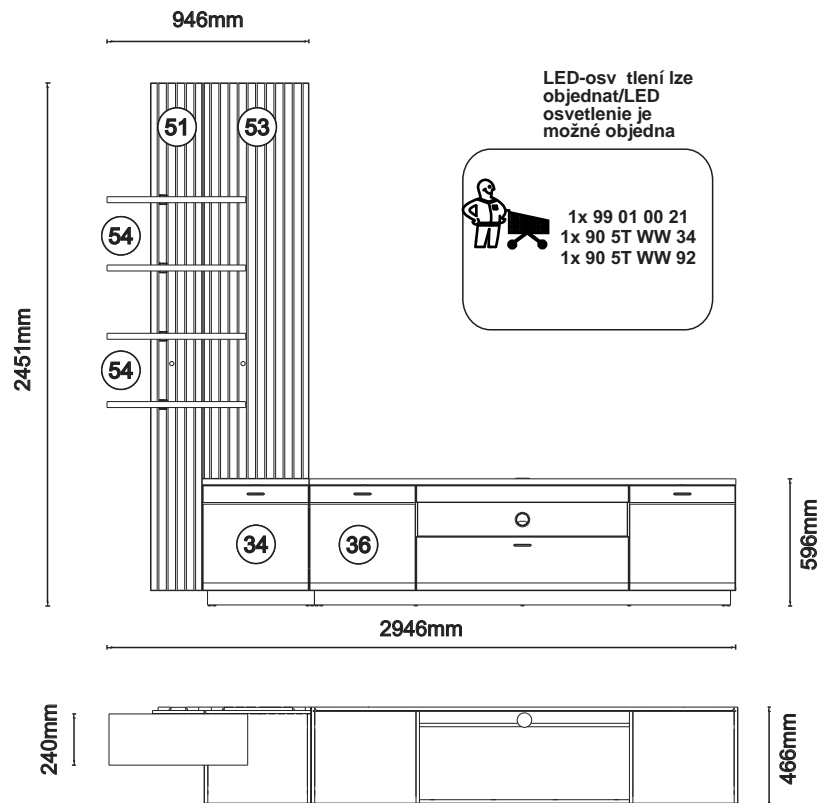 946mm
LED-osv tlení lze
objednat/LED
osvetlenie je
možné objedna
51
53
1x 99 01 00 21
1x 90 5T WW 34
1x 90 5T WW 92
54
2451mm
54
34
36
596mm
2946mm
240mm
466mm